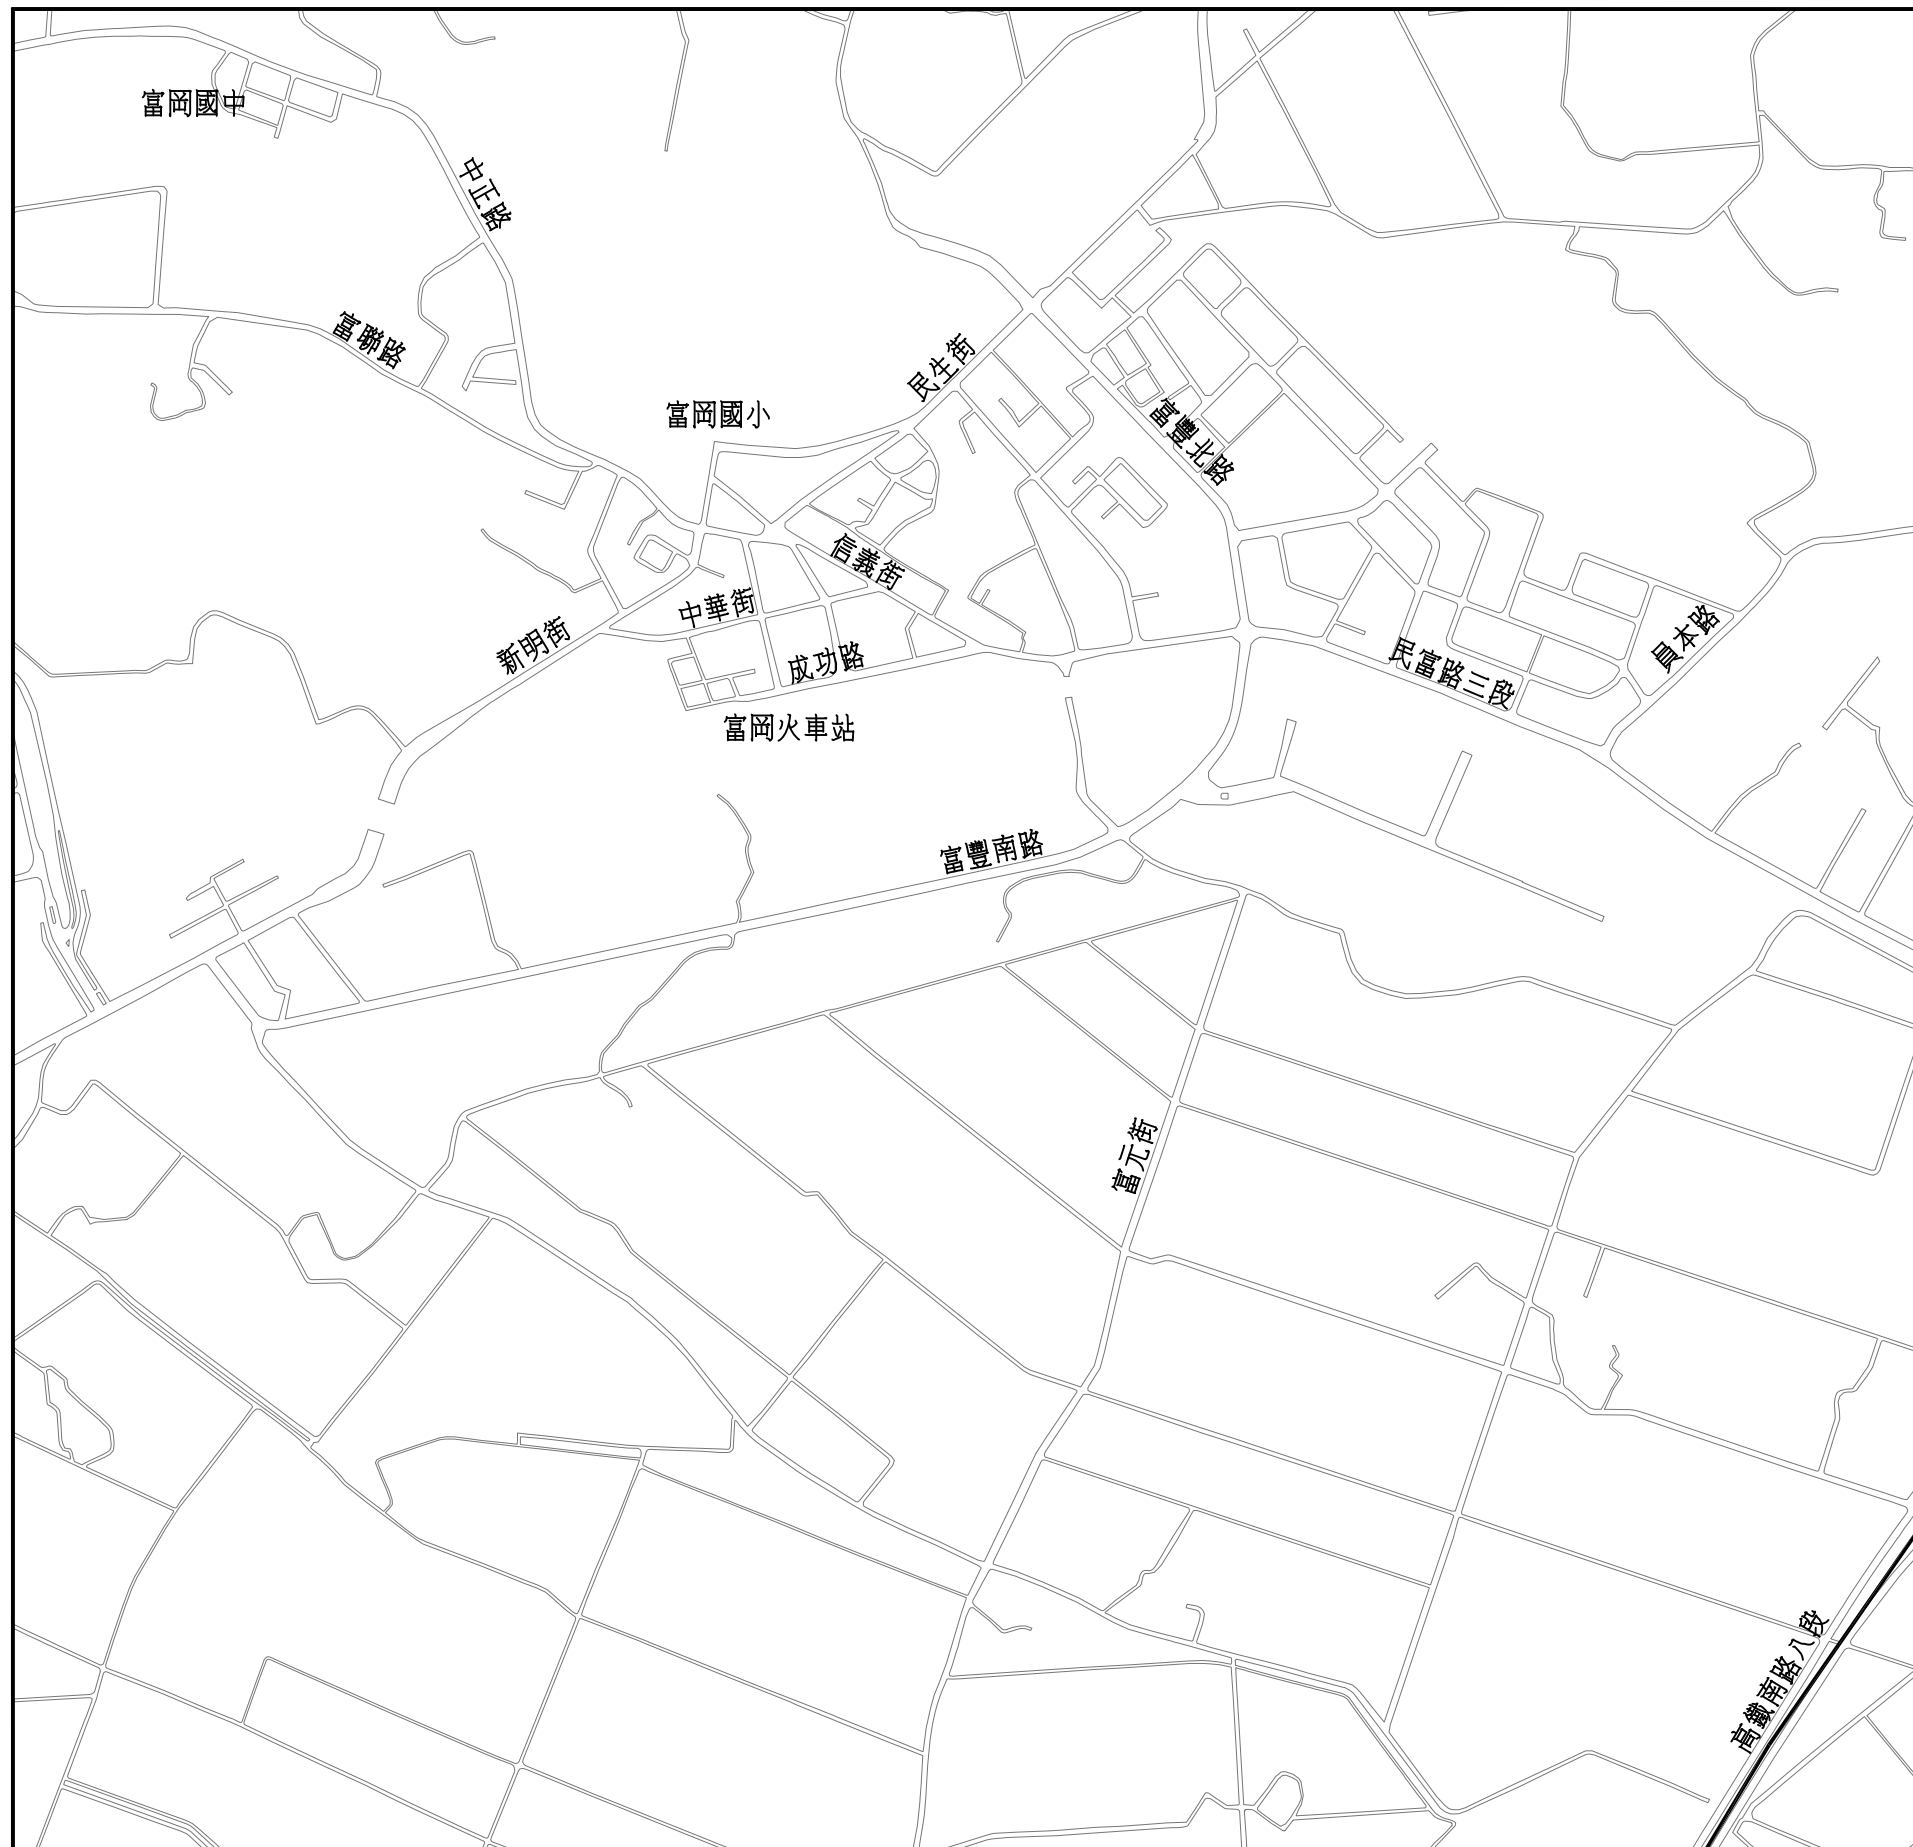 富岡國中
中正路
富聯路
民生街
富岡國小
富豐北路
信義街
中華街
新明街
成功路
員本路
民富路三段
富岡火車站
富豐南路
富元街
高鐵南路八段